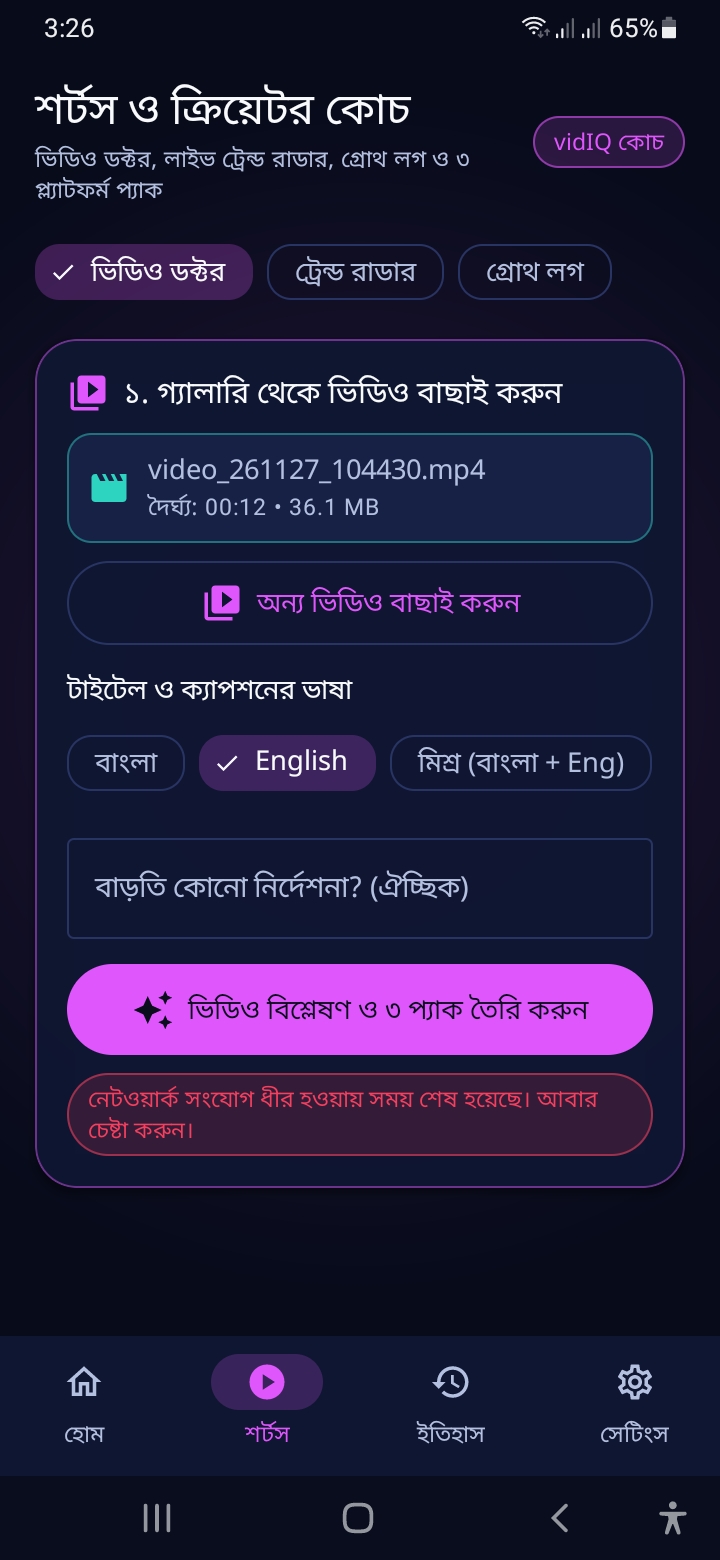 3:26
65%
শর্টস ও ক্রিয়েটর কোচ
ভিডিও ডক্টর, লাইভ ট্রেন্ড রাডার, গ্রোথ লগ ও ৩
প্ল্যাটফর্ম প্যাক
vidIQ কোচ
ভিডিও ডক্টর
ট্রেন্ড রাডার
গ্রোথ লগ
১. গ্যালারি থেকে ভিডিও বাছাই করুন
video_261127_104430.mp4
দৈর্ঘ্য: 00:12 • 36.1 MB
অন্য ভিডিও বাছাই করুন
টাইটেল ও ক্যাপশনের ভাষা
বাংলা
English
মিশ্র (বাংলা + Eng)
বাড়তি কোনো নির্দেশনা? (ঐচ্ছিক)
ভিডিও বিশ্লেষণ ও ৩ প্যাক তৈরি করুন
নেটওয়ার্ক সংযোগ ধীর হওয়ায় সময় শেষ হয়েছে। আবার
চেষ্টা করুন।
হোম
শর্টস
ইতিহাস
সেটিংস